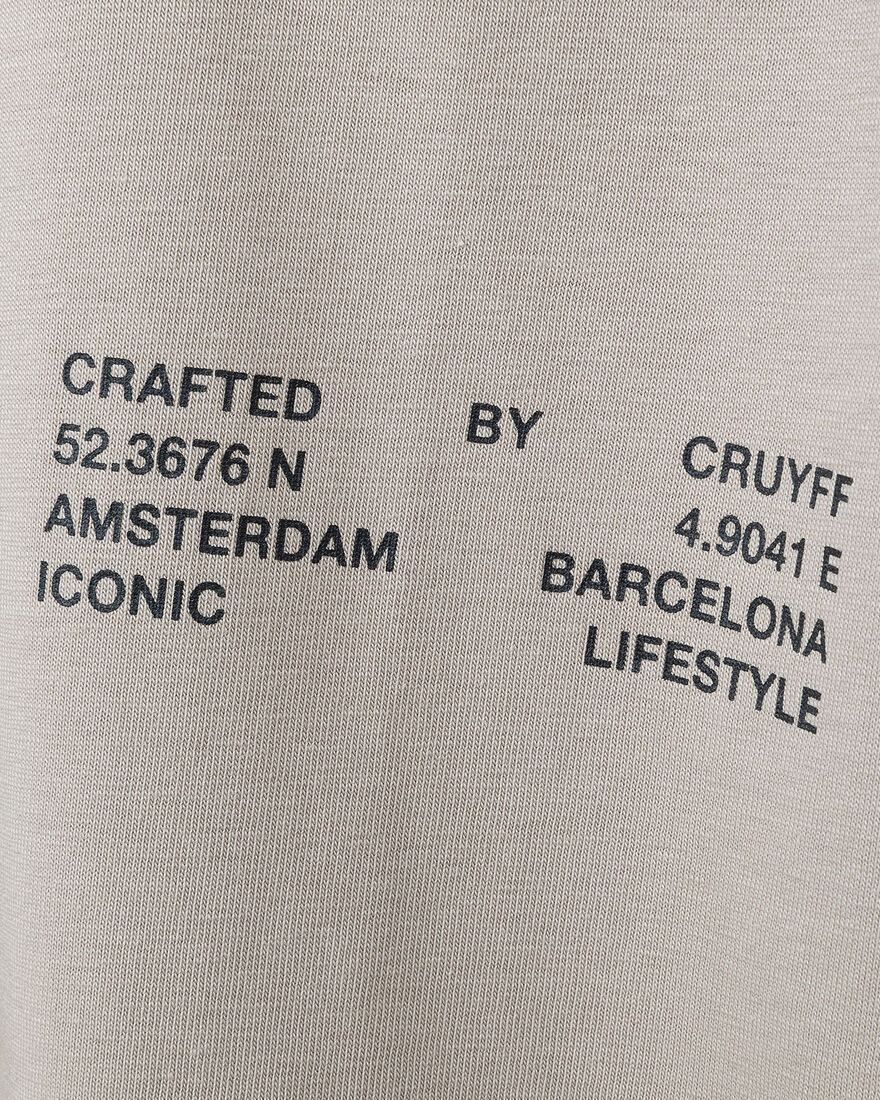 CRAFTED BY CRUYFF
52.3676 N 4.9041 E
AMSTERDAM BARCELONA
ICONIC LIFESTYLE